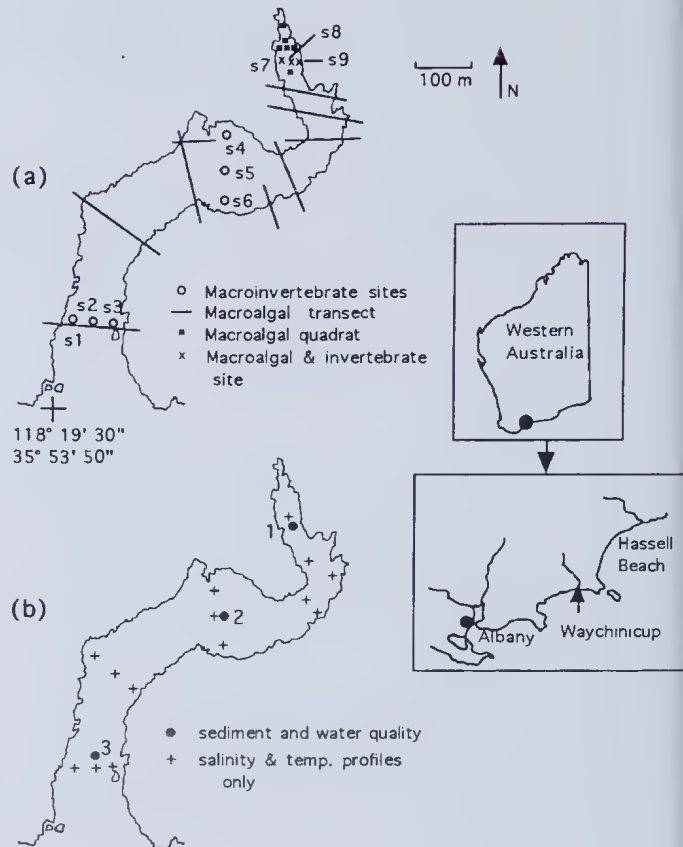 s8
s7
s9
100 m
N
(a)
s4
s5
s6
s2 s3
s1
Macroinvertebrate sites
Macroalgal transect
Macroalgal quadrat
Macroalgal & invertebrate
site
118° 19' 30"
35° 53' 50"
Western
Australia
Hassell
Beach
Albany
Waychinicup
(b)
1
2
3
sediment and water quality
salinity & temp. profiles
only